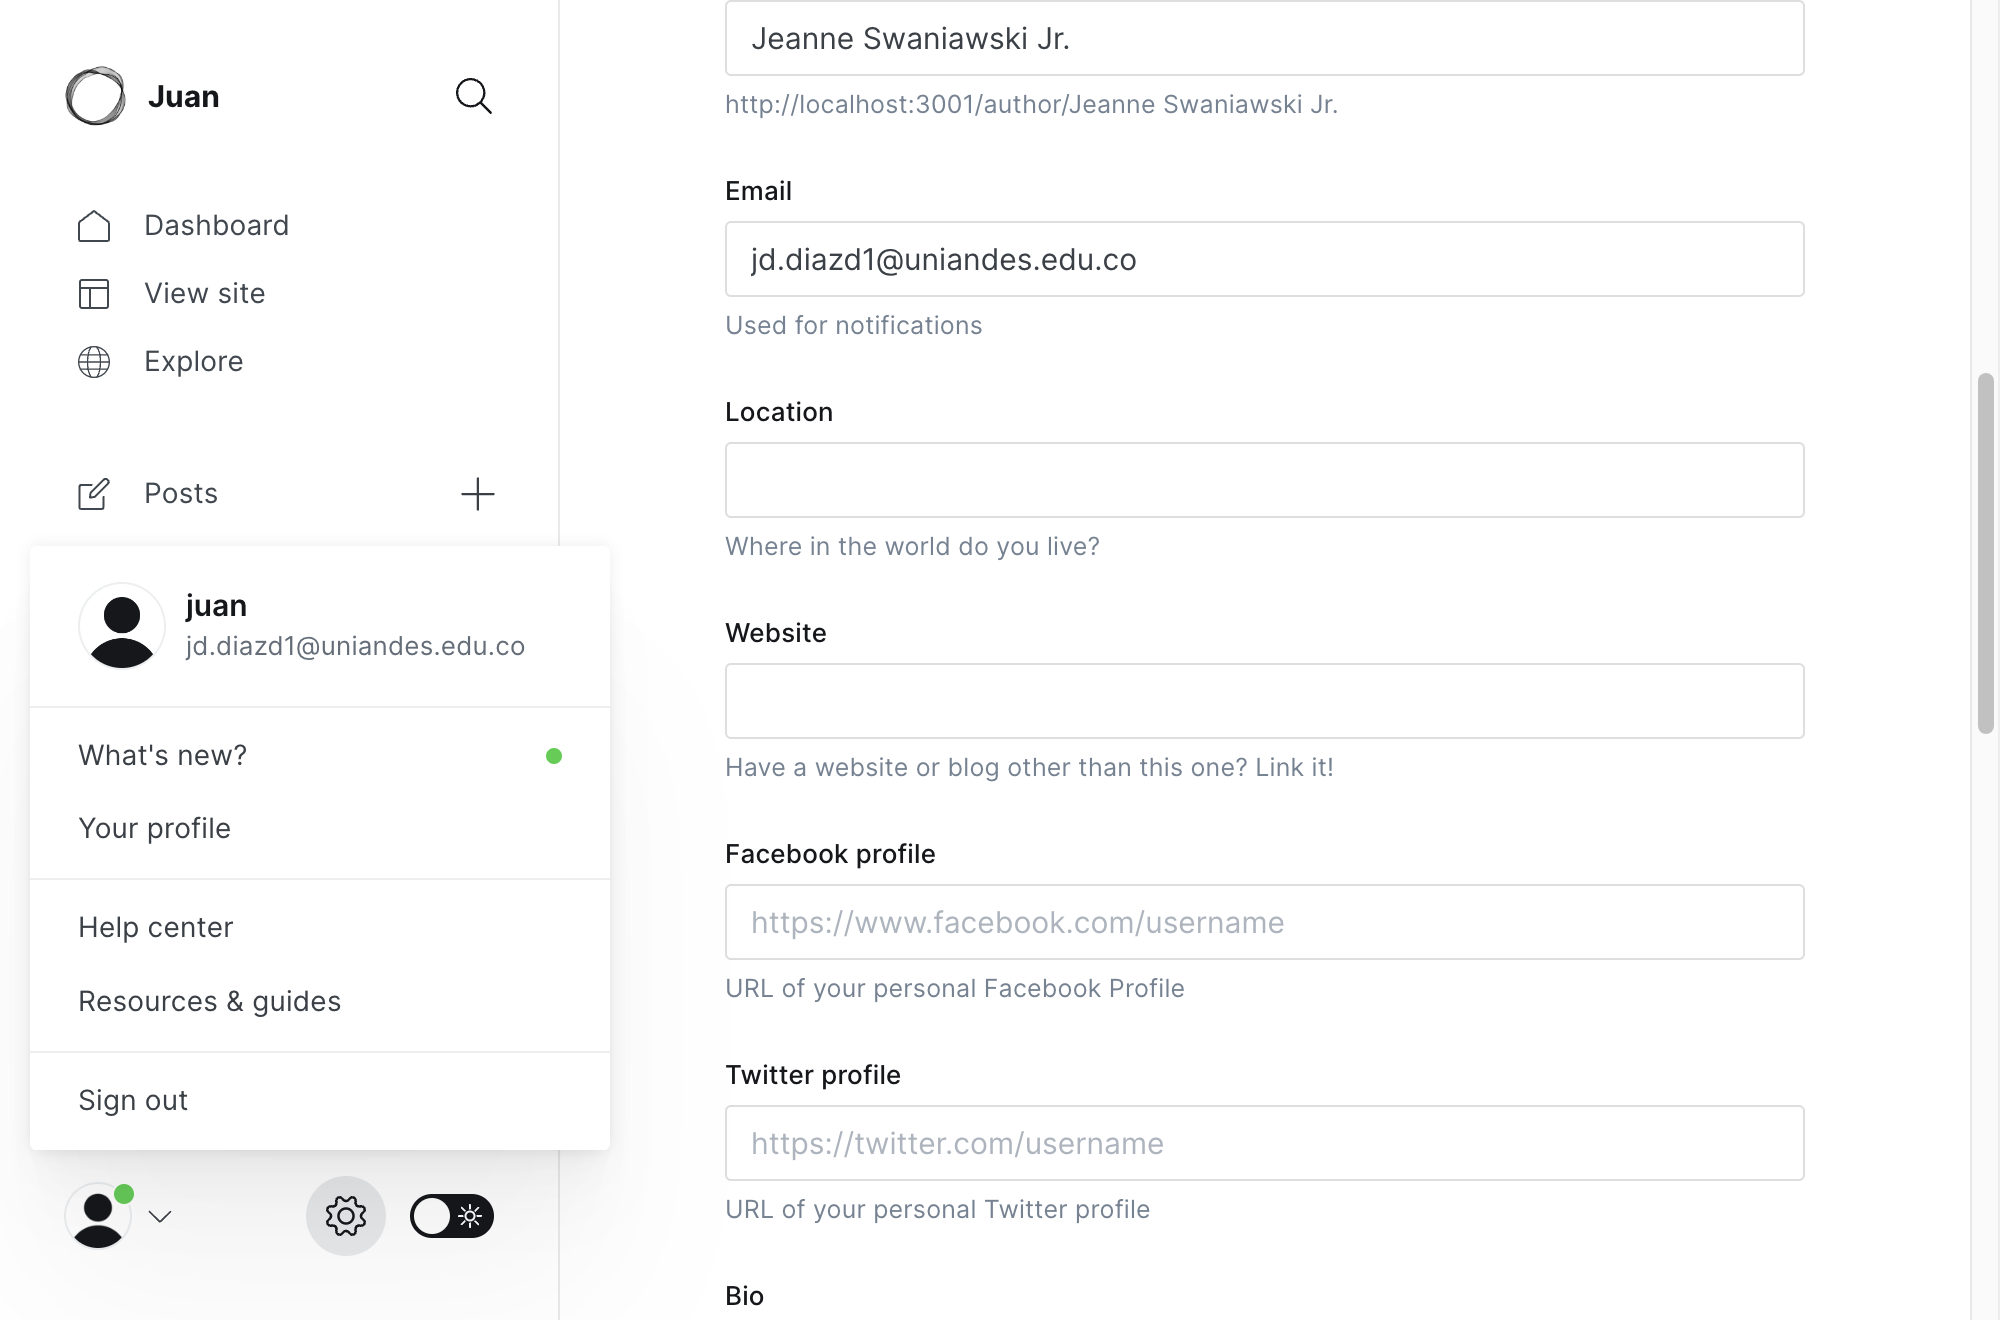 Juan
Dashboard
View site
Explore
Posts
juan
jd.diazd1@uniandes.edu.co
What's new?
Your profile
Help center
Resources & guides
Sign out
Jeanne Swaniawski Jr.
http://localhost:3001/author/Jeanne Swaniawski Jr.
Email
jd.diazd1@uniandes.edu.co
Used for notifications
Location
Where in the world do you live?
Website
Have a website or blog other than this one? Link it!
Facebook profile
https://www.facebook.com/username
URL of your personal Facebook Profile
Twitter profile
https://twitter.com/username
URL of your personal Twitter profile
Bio